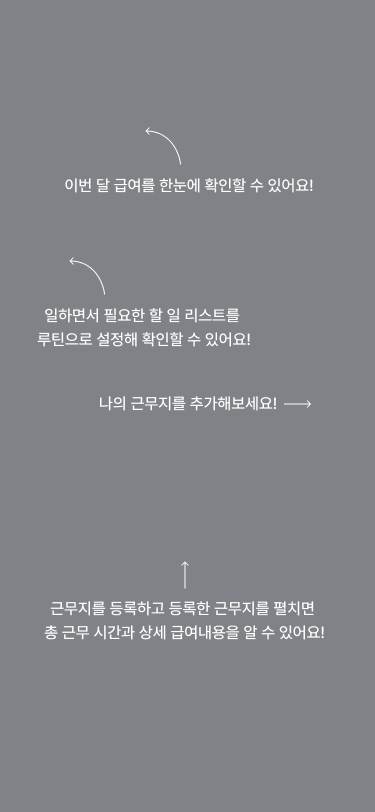 이번 달 급여를 한눈에 확인할 수 있어요!
일하면서 필요한 할 일 리스트를
루틴으로 설정해 확인할 수 있어요!
나의 근무지를 추가해보세요!
근무지를 등록하고 등록한 근무지를 펼치면
총 근무 시간과 상세 급여내용을 알 수 있어요!